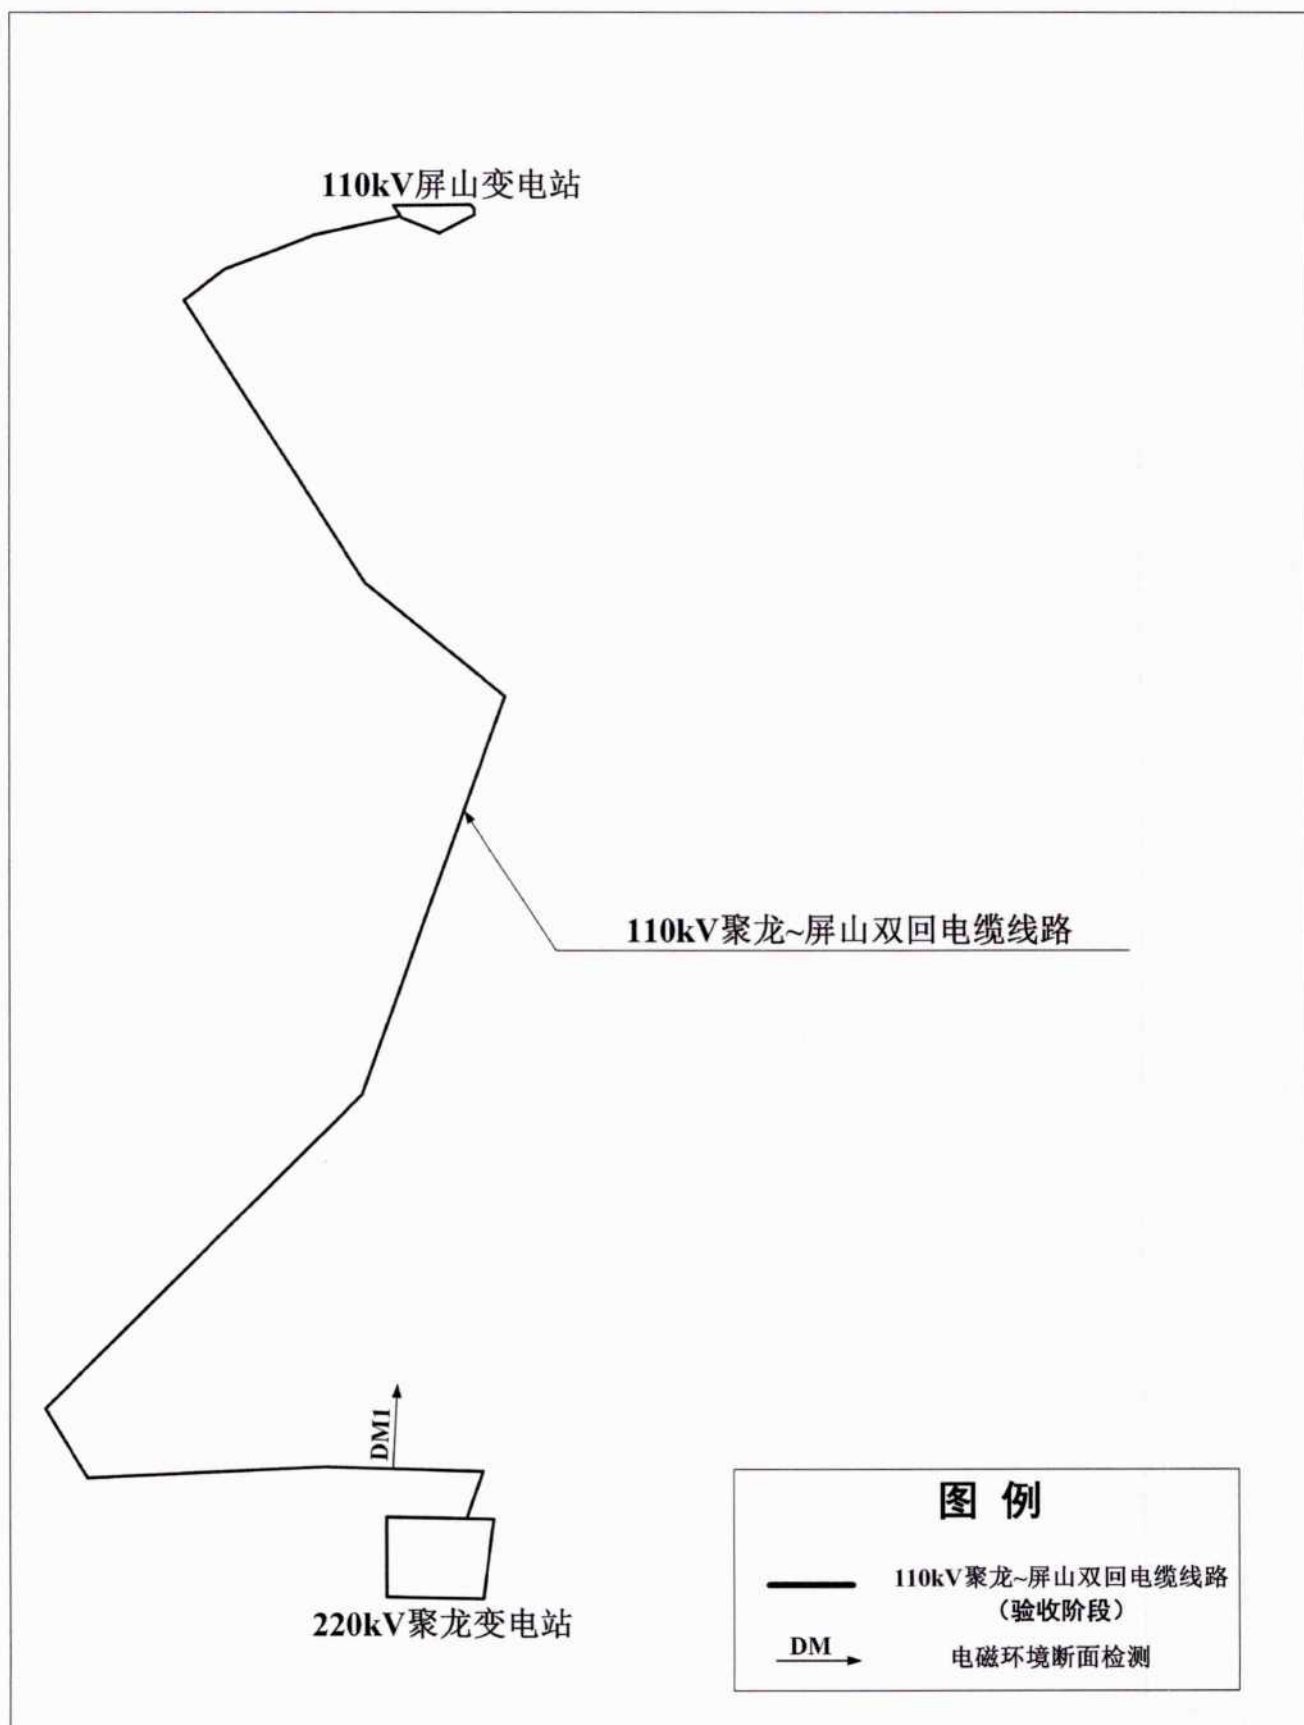 110kV屏山变电站
110kV聚龙~屏山双回电缆线路
DM1
220kV聚龙变电站
图 例
110kV聚龙~屏山双回电缆线路
（验收阶段）
DM
电磁环境断面检测